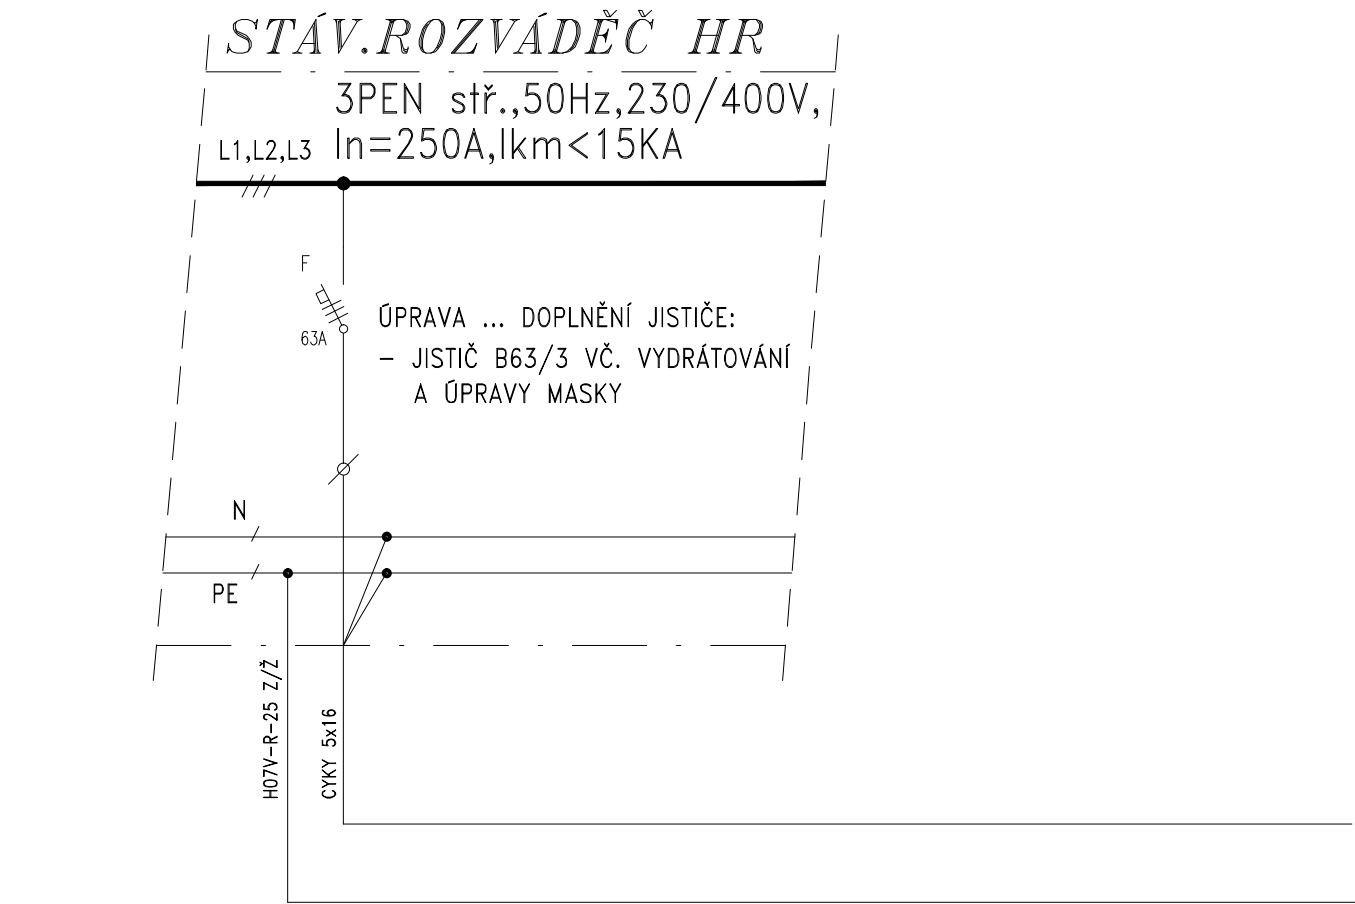 STÁV.ROZVÁDĚČ HR
3PEN stř.,50Hz,230/400V,
In=250A,Ikm<15KA
L1,L2,L3
F
63A
ÚPRAVA ... DOPLNĚNÍ JISTIČE:
- JISTIČ B63/3 VČ. VYDRÁTOVÁNÍ
A ÚPRAVY MASKY
N
PE
H07V-R-25 Z/Ž
CYKY 5x16